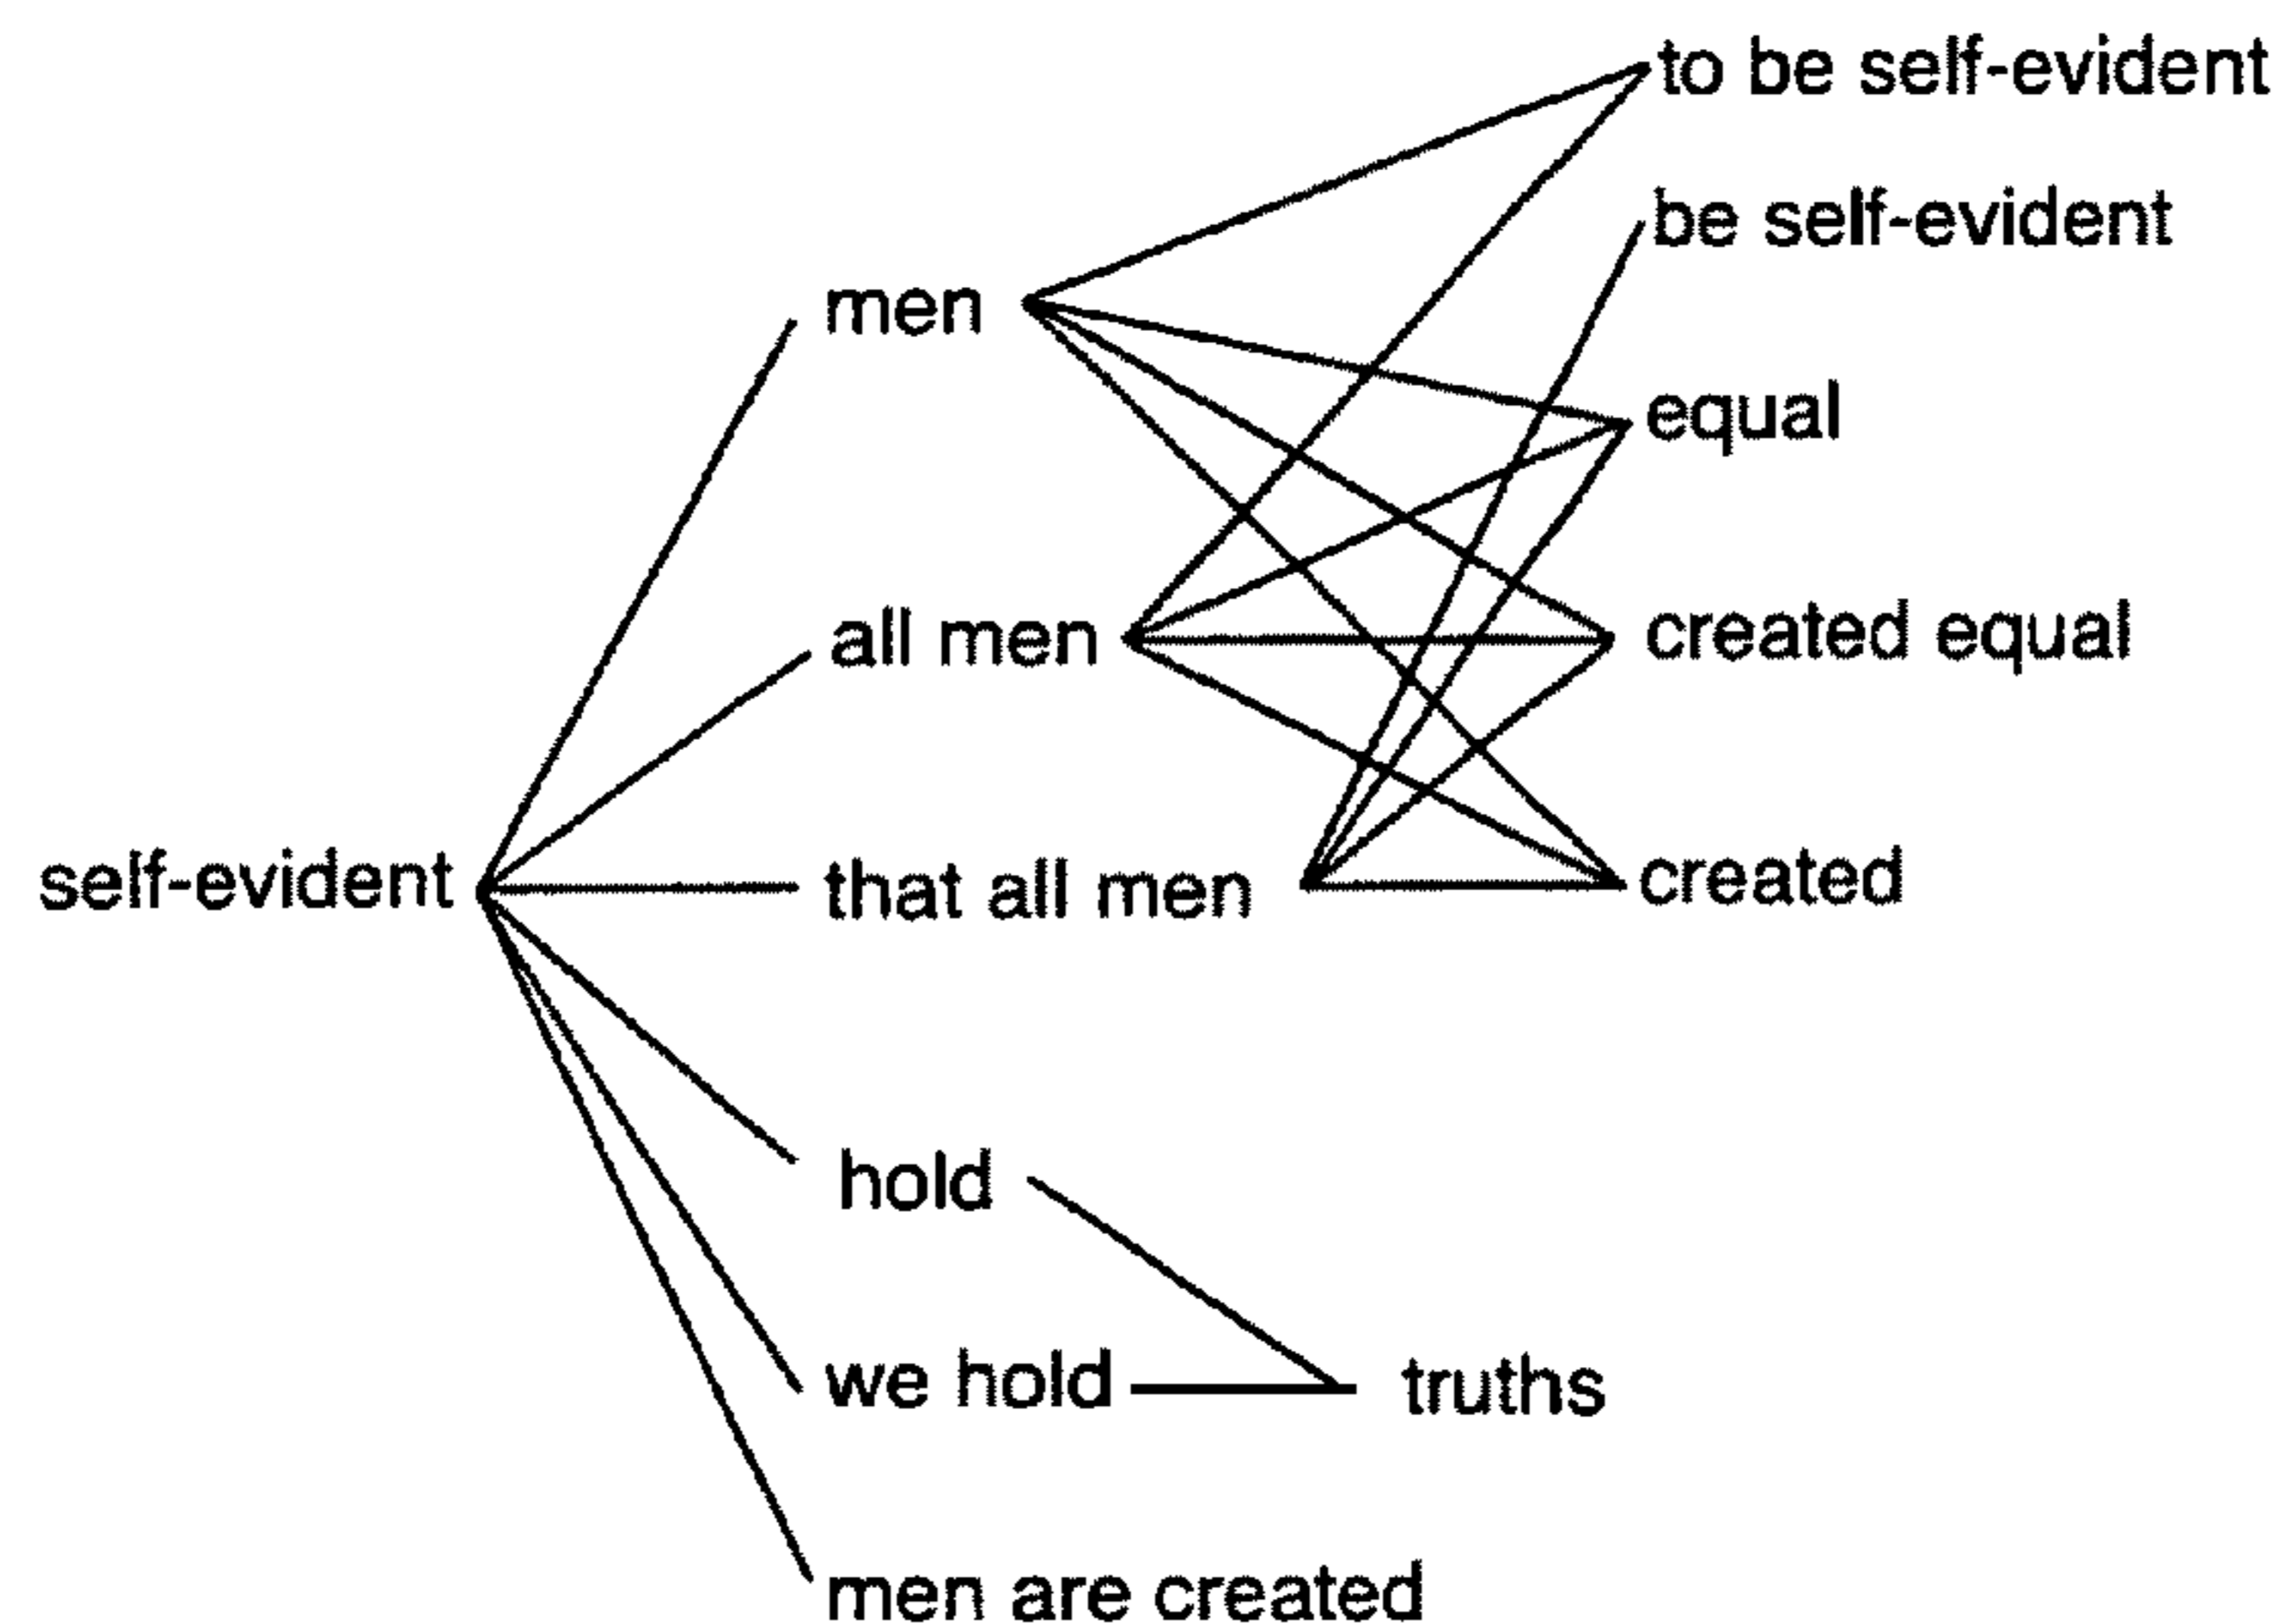 to be self-evident
be self-evident
men
equal
all men
created equal
self-evident
that all men
created
hold
we hold
truths
men are created